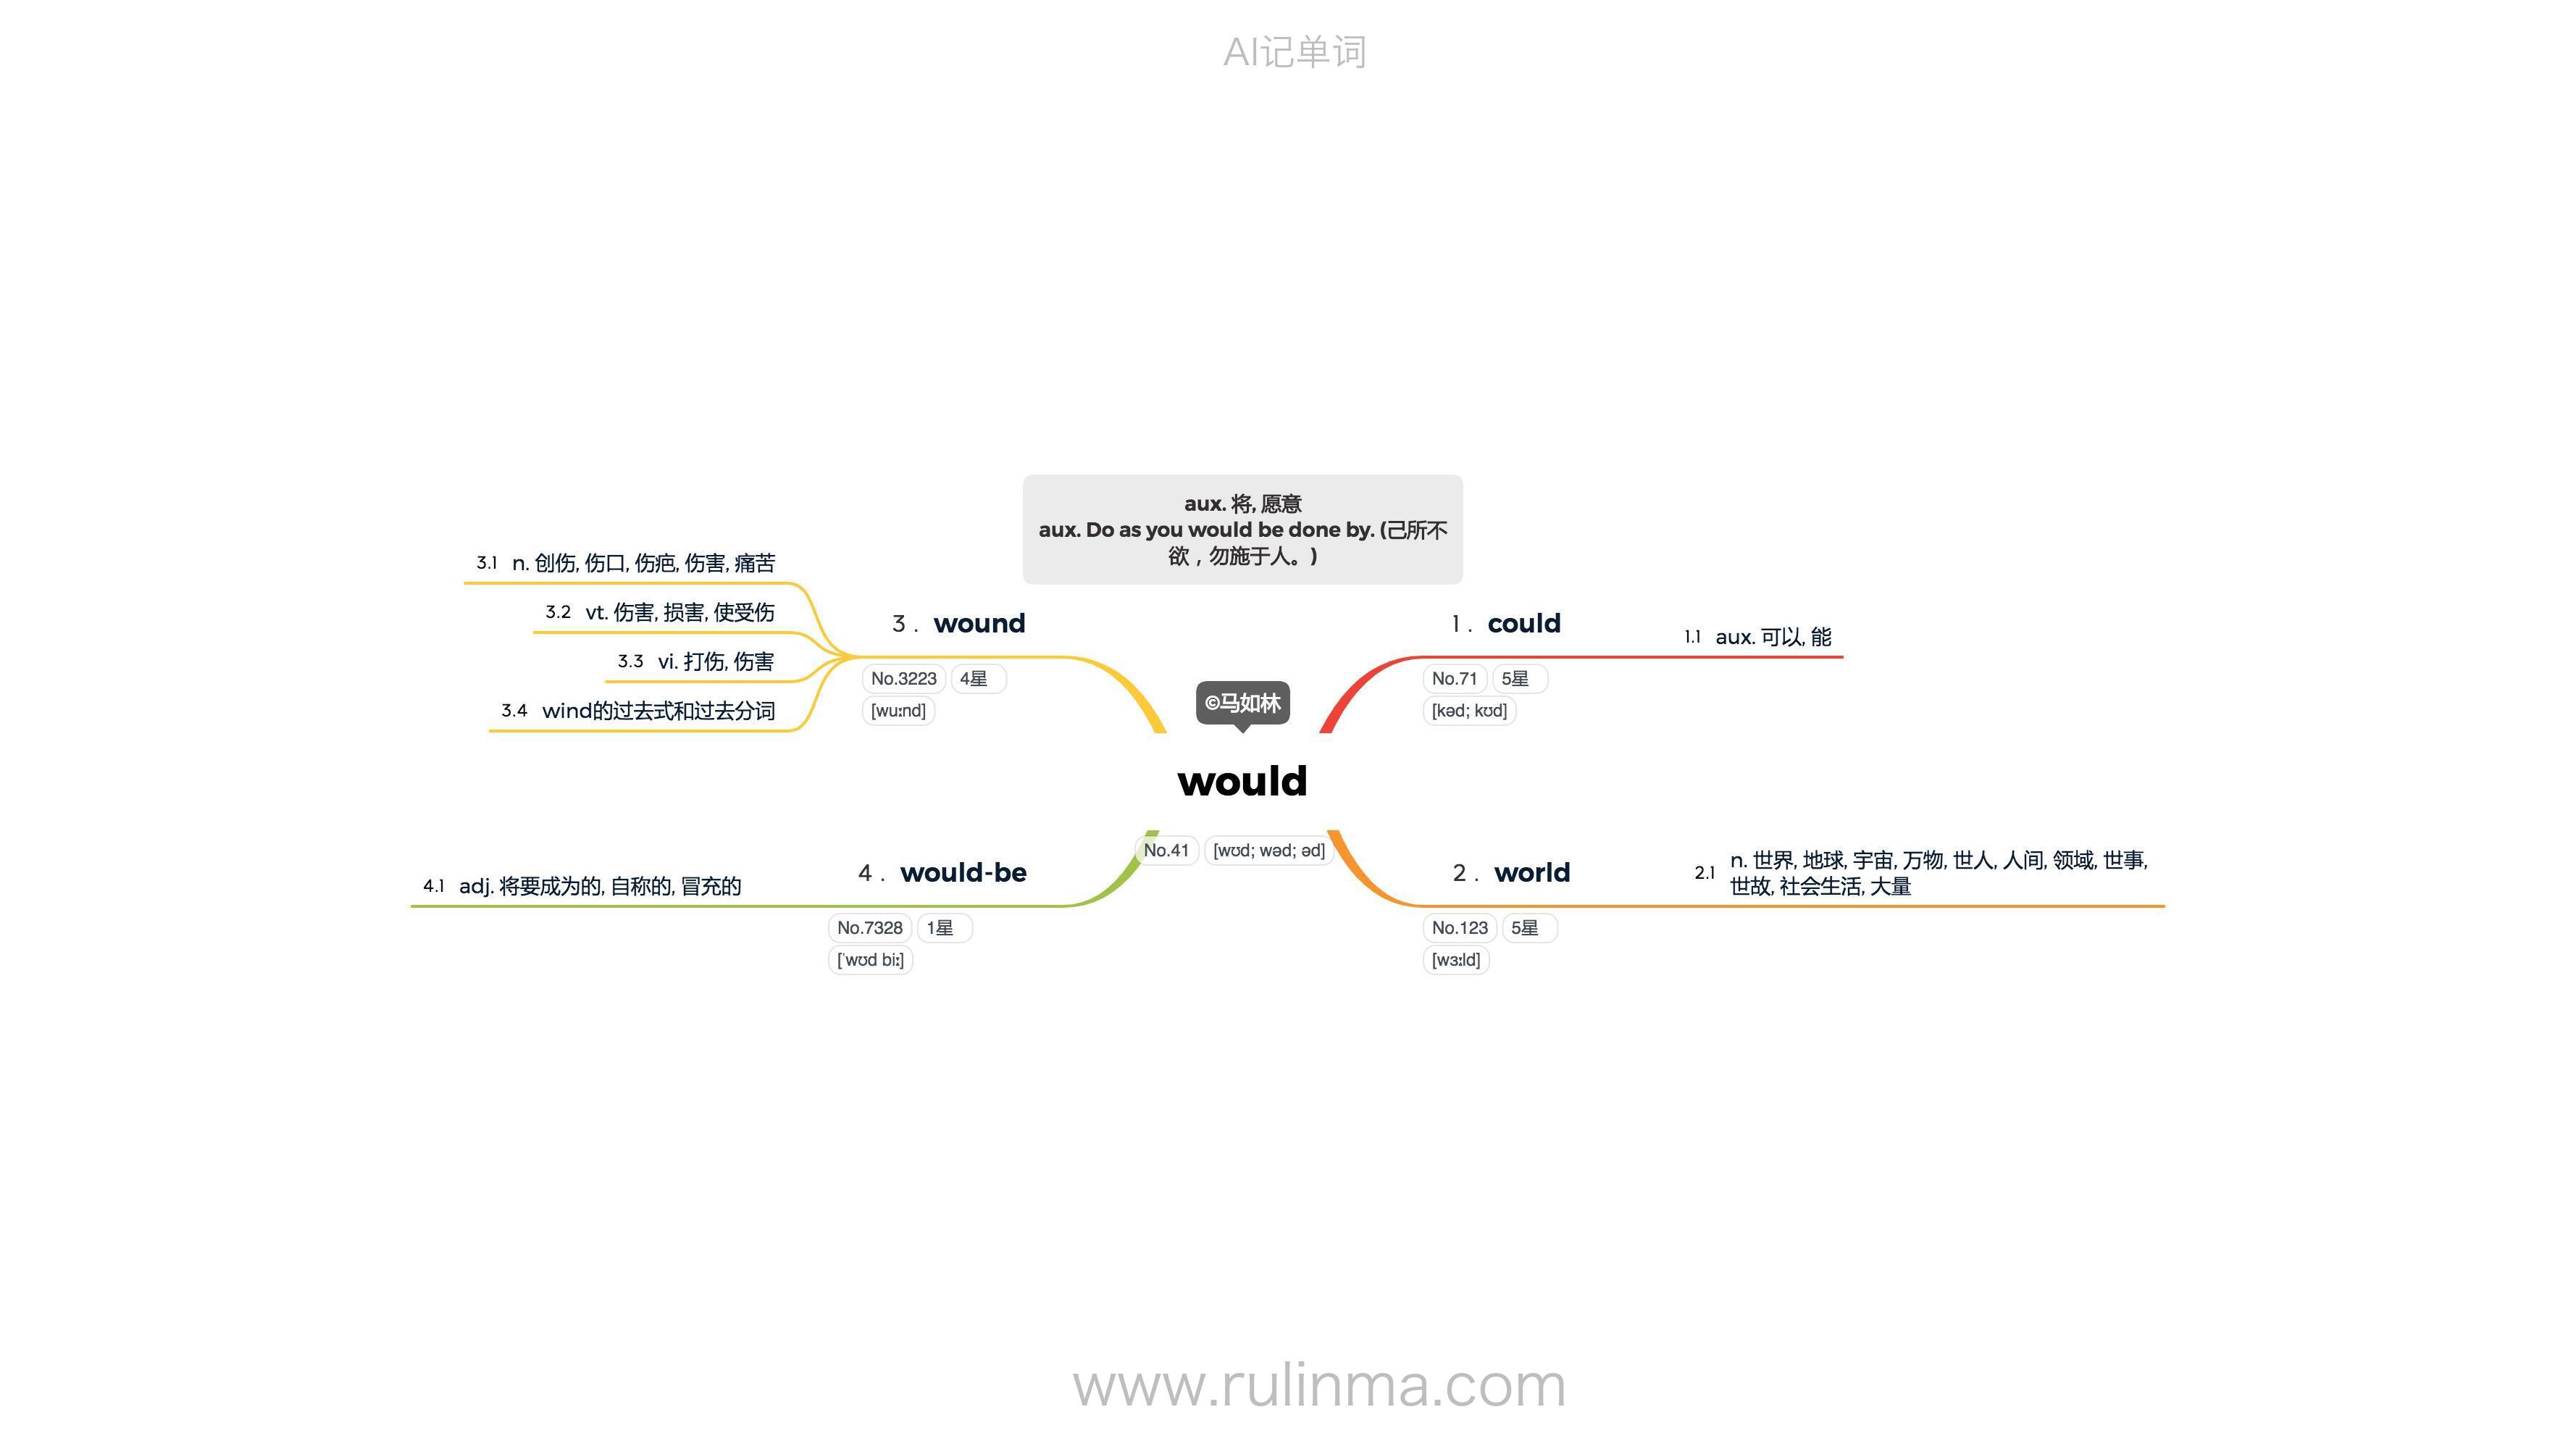 AI记单词
aux. 将, 愿意
aux. Do as you would be done by. (己所不
欲，勿施于人。)
©马如林
would
No.41 [wʊd; wəd; əd]
1. could
No.71 5星
[kəd; kʊd]
1.1 aux. 可以, 能
2. world
No.123 5星
[wɜːld]
2.1 n. 世界, 地球, 宇宙, 万物, 世人, 人间, 领域, 世事,
世故, 社会生活, 大量
3. wound
No.3223 4星
[wuːnd]
3.1 n. 创伤, 伤口, 伤疤, 伤害, 痛苦
3.2 vt. 伤害, 损害, 使受伤
3.3 vi. 打伤, 伤害
3.4 wind的过去式和过去分词
4. would-be
No.7328 1星
[ˈwʊd biː]
4.1 adj. 将要成为的, 自称的, 冒充的
www.rulinma.com